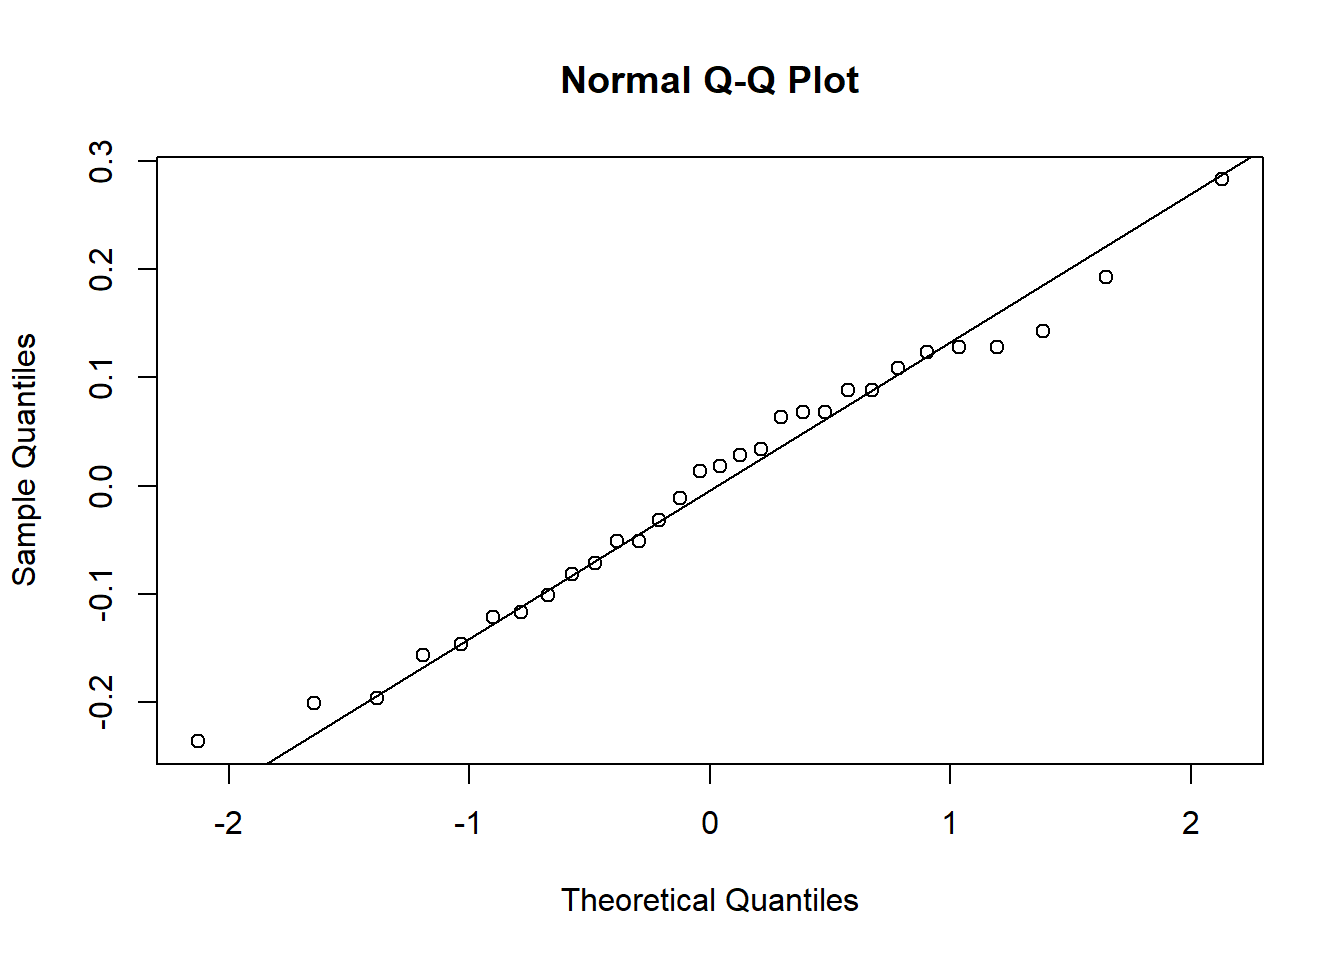 Normal Q-Q Plot
0.3
0.2
0.1
0.0
-0.1
-0.2
Sample Quantiles
-2 -1 0 1 2
Theoretical Quantiles